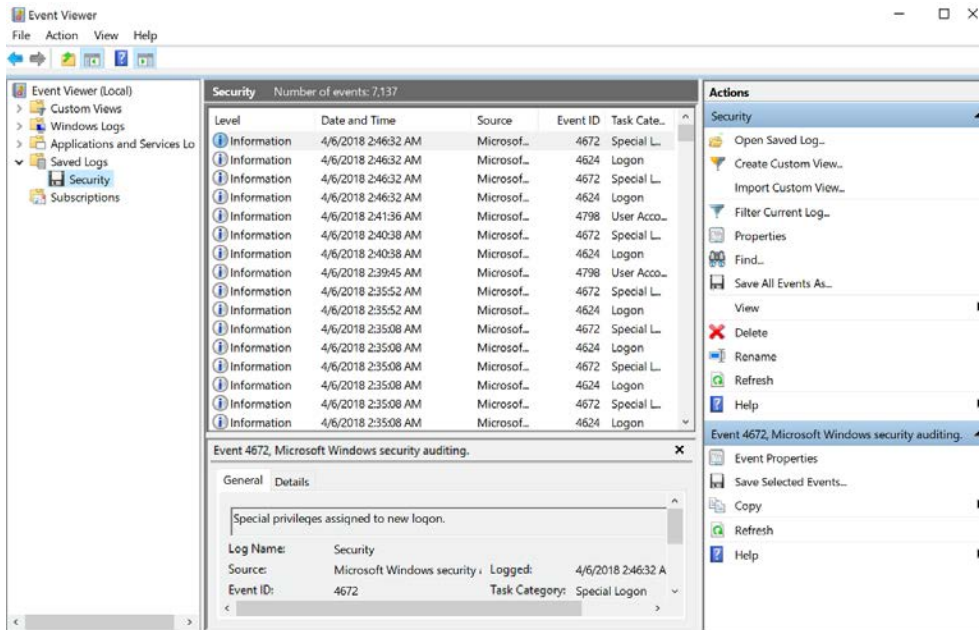 Event Viewer
File Action View Help
Event Viewer (Local)
Custom Views
Windows Logs
Applications and Services Lo
Saved Logs
Security
Subscriptions
Security Number of events: 7,137
Level Date and Time Source Event ID Task Cate...
Information 4/6/2018 2:46:32 AM Microsof... 4672 Special L...
Information 4/6/2018 2:46:32 AM Microsof... 4624 Logon
Information 4/6/2018 2:46:32 AM Microsof... 4672 Special L...
Information 4/6/2018 2:46:32 AM Microsof... 4624 Logon
Information 4/6/2018 2:41:36 AM Microsof... 4798 User Acco...
Information 4/6/2018 2:40:38 AM Microsof... 4672 Special L...
Information 4/6/2018 2:40:38 AM Microsof... 4624 Logon
Information 4/6/2018 2:39:45 AM Microsof... 4798 User Acco...
Information 4/6/2018 2:35:52 AM Microsof... 4672 Special L...
Information 4/6/2018 2:35:52 AM Microsof... 4624 Logon
Information 4/6/2018 2:35:08 AM Microsof... 4672 Special L...
Information 4/6/2018 2:35:08 AM Microsof... 4624 Logon
Information 4/6/2018 2:35:08 AM Microsof... 4672 Special L...
Information 4/6/2018 2:35:08 AM Microsof... 4624 Logon
Information 4/6/2018 2:35:08 AM Microsof... 4672 Special L...
Information 4/6/2018 2:35:08 AM Microsof... 4624 Logon
Event 4672, Microsoft Windows security auditing.
General Details
Special privileges assigned to new logon.
Log Name: Security
Source: Microsoft Windows security Logged: 4/6/2018 2:46:32 A
Event ID: 4672 Task Category: Special Logon
Actions
Security
Open Saved Log...
Create Custom View...
Import Custom View...
Filter Current Log...
Properties
Find...
Save All Events As...
View
Delete
Rename
Refresh
Help
Event 4672, Microsoft Windows security auditing.
Event Properties
Save Selected Events...
Copy
Refresh
Help